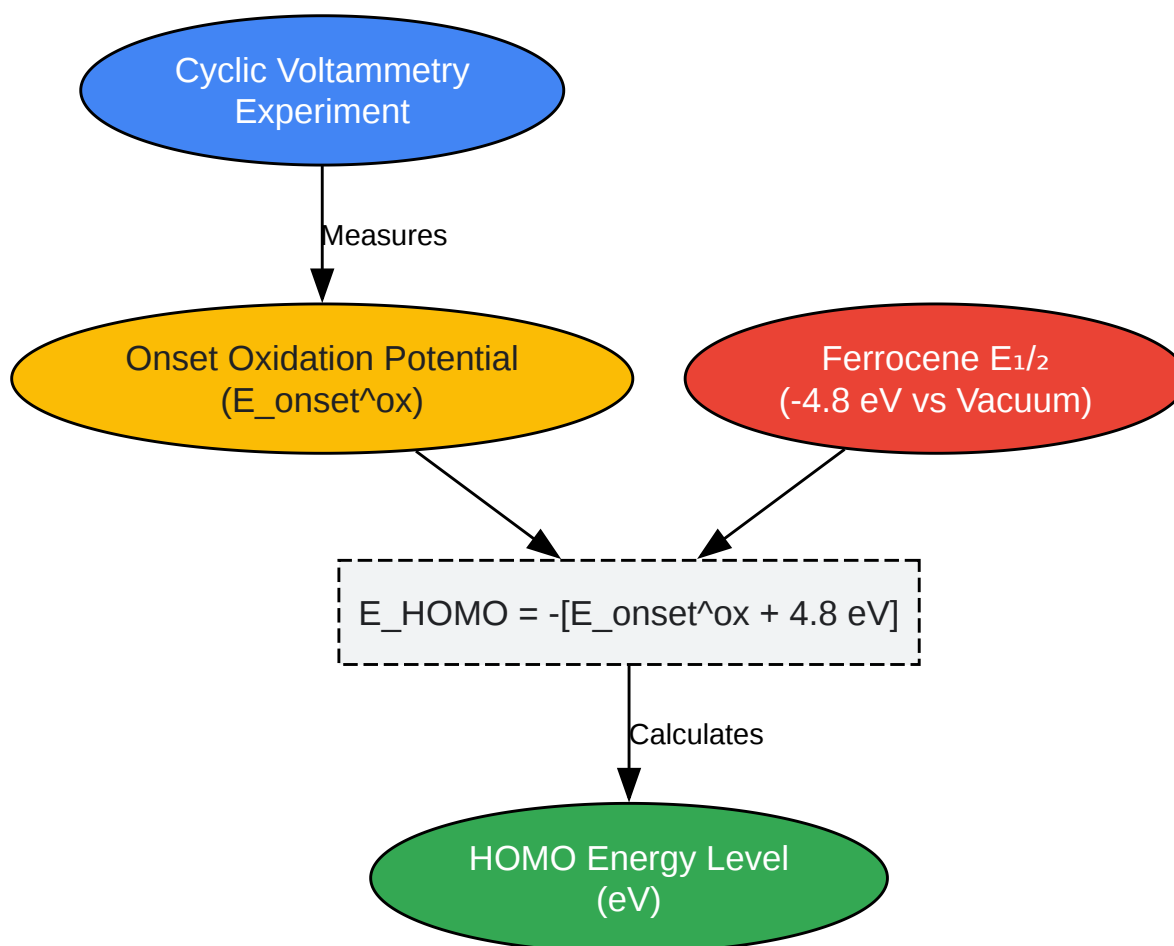 Cyclic Voltammetry
Experiment
Measures
Onset Oxidation Potential
(E_onset^ox)
Ferrocene E₁/₂
(-4.8 eV vs Vacuum)
E_HOMO = -[E_onset^ox + 4.8 eV]
Calculates
HOMO Energy Level
(eV)